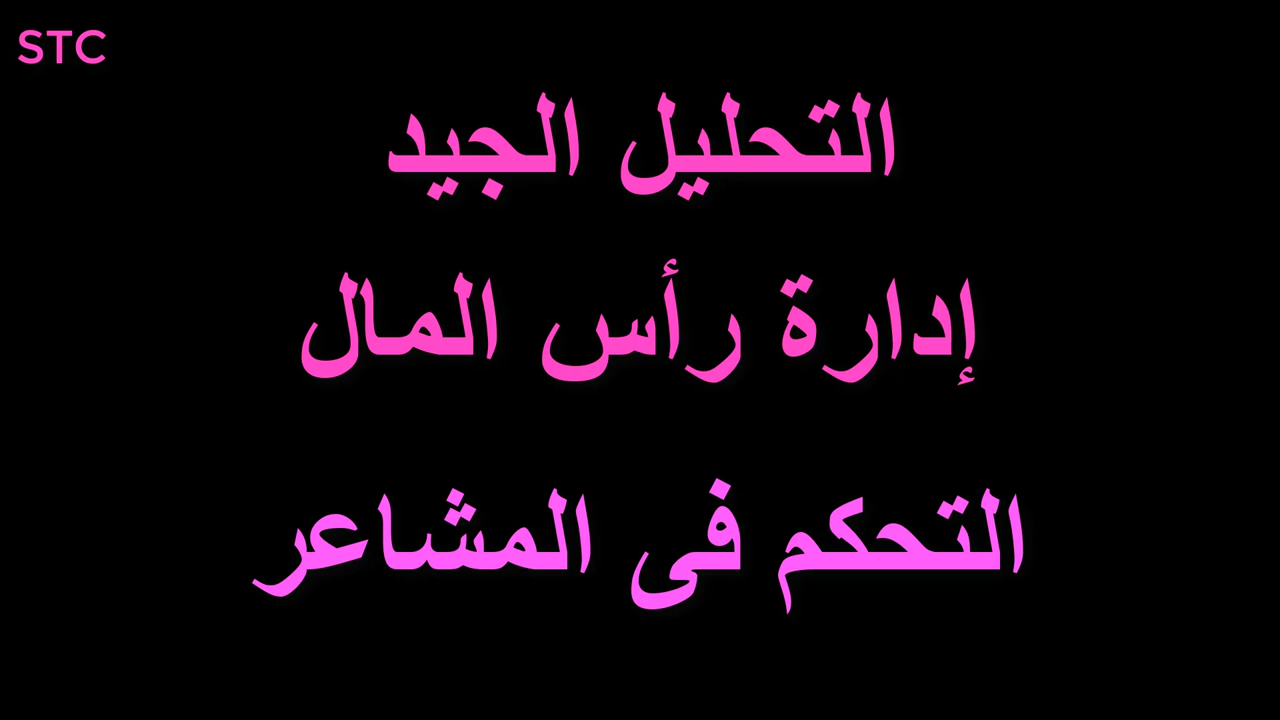 STC
التحليل الجيد
إدارة رأس المال
التحكم فى المشاعر